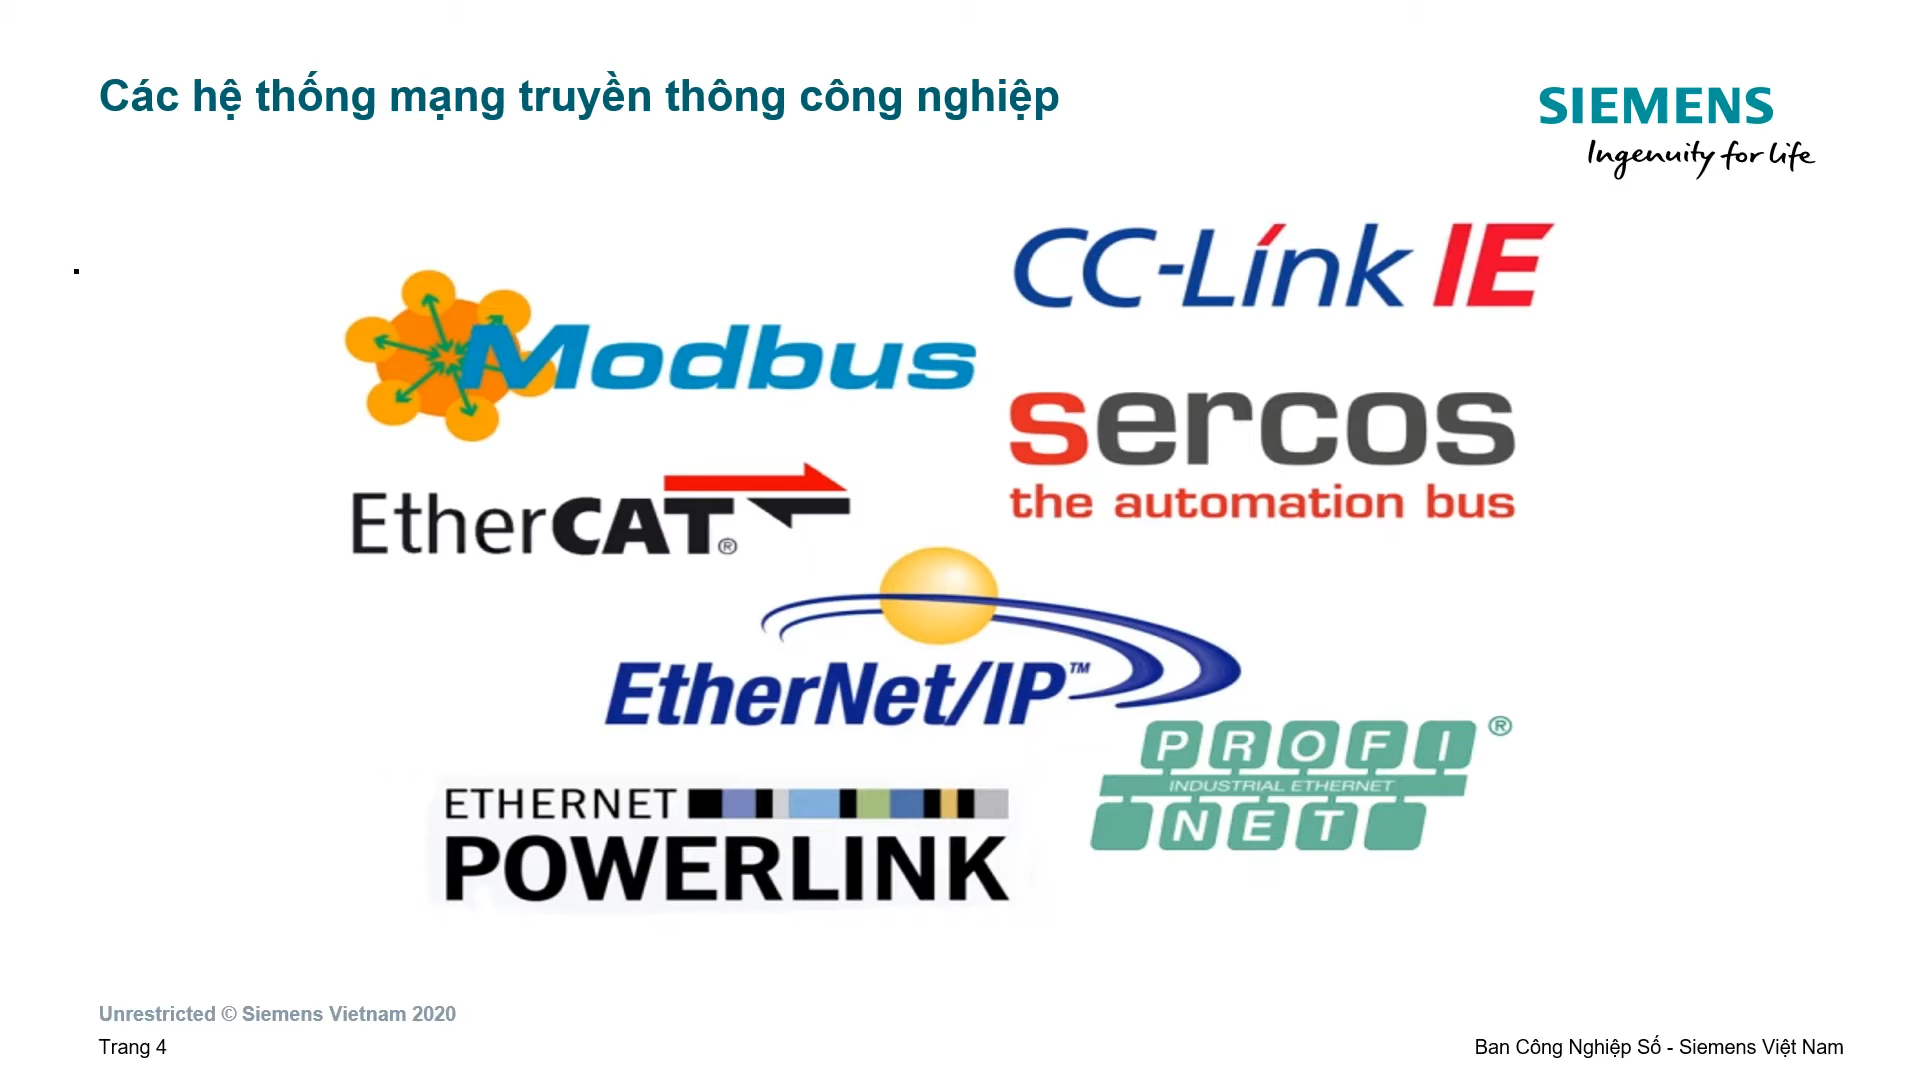 Các hệ thống mạng truyền thông công nghiệp
SIEMENS
Ingenuity for life
CC-Link IE
Modbus
sercos
the automation bus
EtherCAT®
EtherNet/IP™
PROFI®
INDUSTRIAL ETHERNET
NET
ETHERNET
POWERLINK
Unrestricted © Siemens Vietnam 2020
Trang 4
Ban Công Nghiệp Số - Siemens Việt Nam